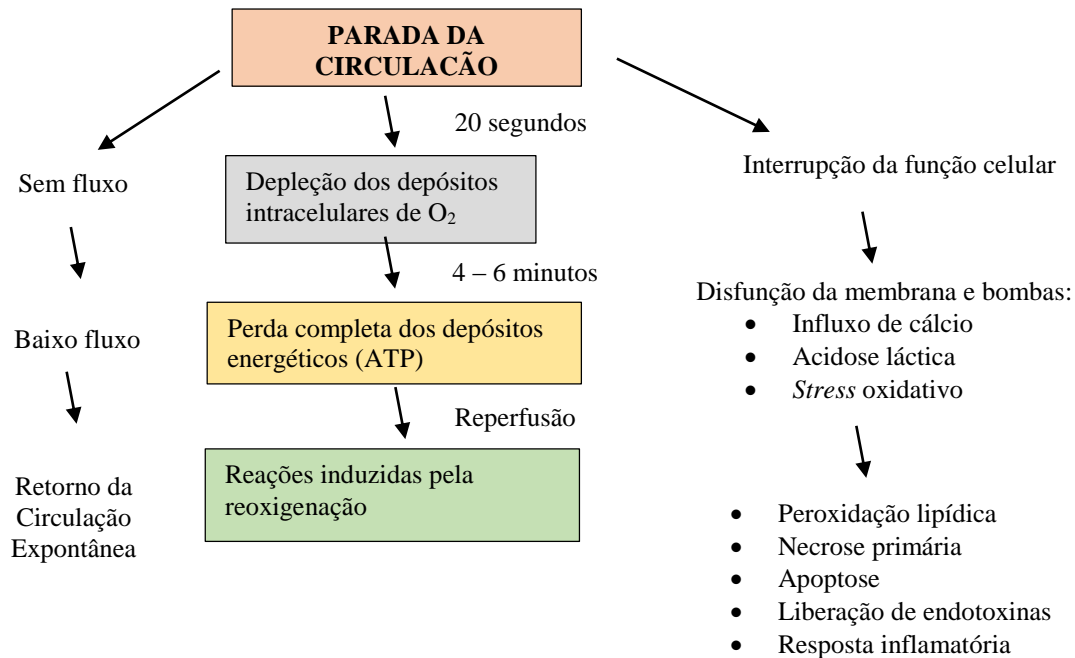 PARADA DA
CIRCULACÃO
20 segundos
Sem fluxo
Depleção dos depósitos
intracelulares de O₂
Interrupção da função celular
4 – 6 minutos
Baixo fluxo
Perda completa dos depósitos
energéticos (ATP)
Disfunção da membrana e bombas:
• Influxo de cálcio
• Acidose láctica
• Stress oxidativo
Reperfusão
Retorno da
Circulação
Expontânea
Reações induzidas pela
reoxigenação
• Peroxidação lipídica
• Necrose primária
• Apoptose
• Liberação de endotoxinas
• Resposta inflamatória